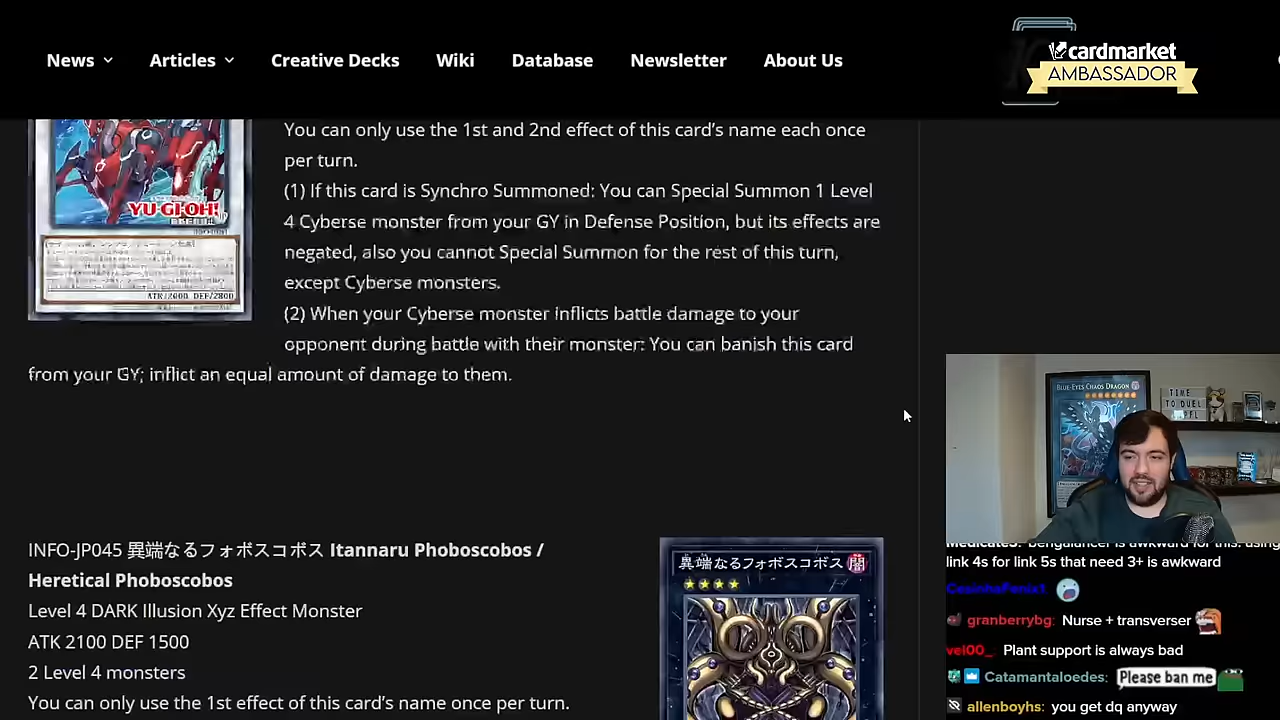 News
Articles
Creative Decks
Wiki
Database
Newsletter
About Us
cardmarket
AMBASSADOR
You can only use the 1st and 2nd effect of this card’s name each once
per turn.
(1) If this card is Synchro Summoned: You can Special Summon 1 Level
4 Cyberse monster from your GY in Defense Position, but its effects are
negated, also you cannot Special Summon for the rest of this turn,
except Cyberse monsters.
(2) When your Cyberse monster inflicts battle damage to your
opponent during battle with their monster: You can banish this card
from your GY; inflict an equal amount of damage to them.
YU-GI-OH!
ATK/2000 DEF/2800
INFO-JP045 異端なるフォボスコボス Itannaru Phoboscobos /
Heretical Phoboscobos
Level 4 DARK Illusion Xyz Effect Monster
ATK 2100 DEF 1500
2 Level 4 monsters
You can only use the 1st effect of this card’s name once per turn.
異端なるフォボスコボス 闇
BLUE-EYES CHAOS DRAGON
TIME
TO DUEL
link 4s for link 5s that need 3+ is awkward
CesinhaFenix1
granberrybg: Nurse + transverser
vel00_ Plant support is always bad
Catamantaloedes: Please ban me
allenboyhs: you get dq anyway